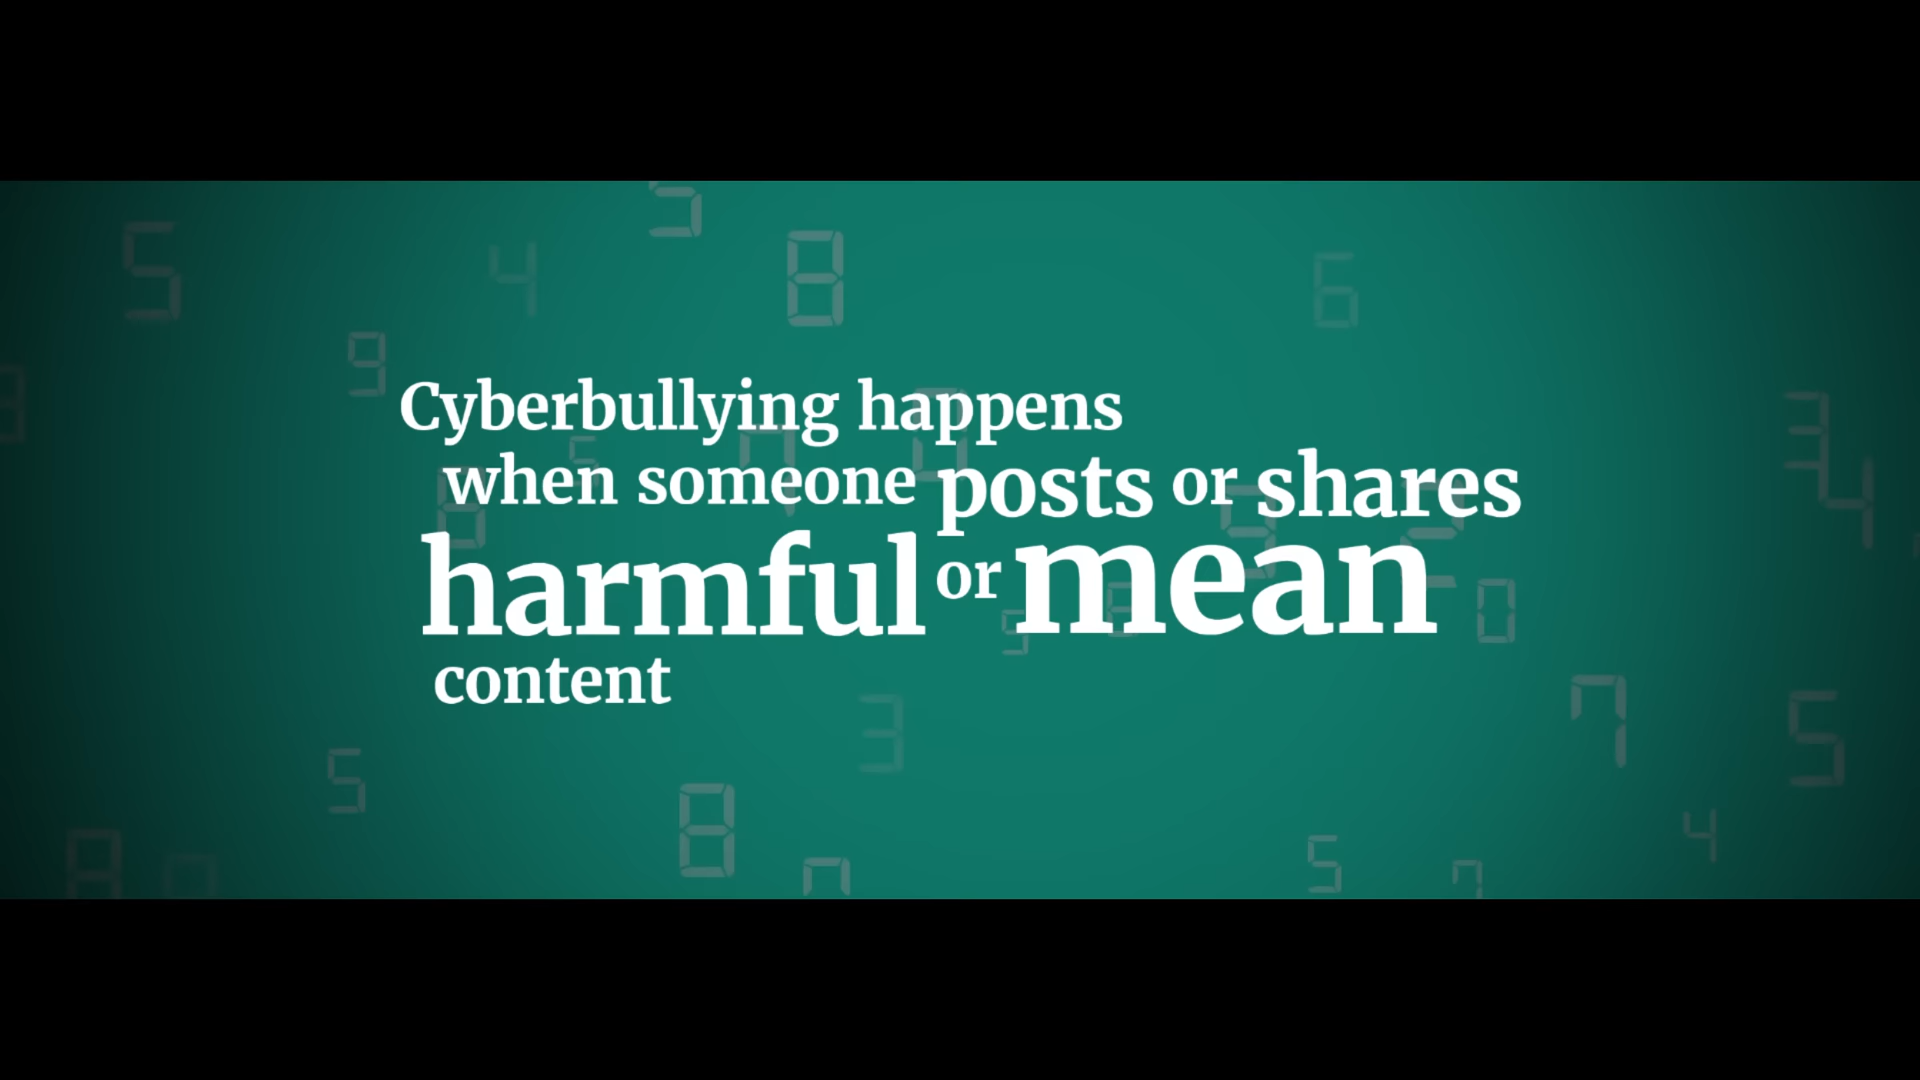 Cyberbullying happens
when someone posts or shares
harmful or mean
content